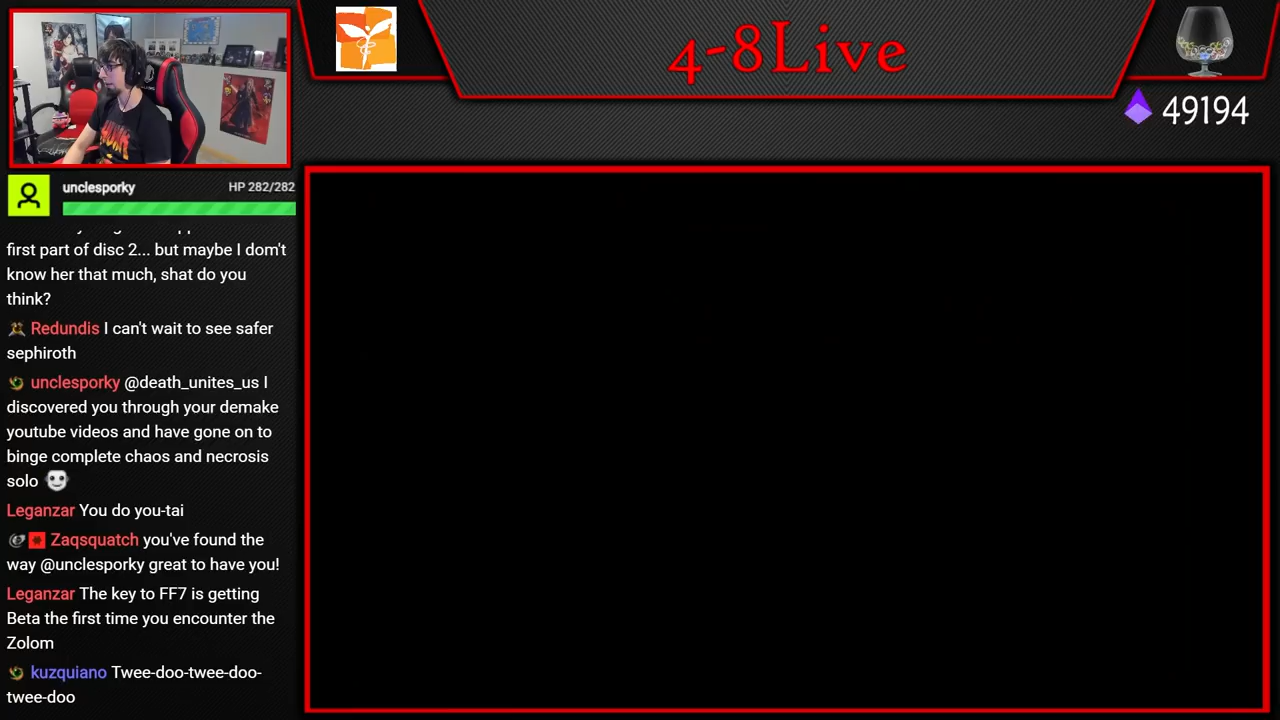 4-8Live
49194
unclesporky HP 282/282
first part of disc 2... but maybe I dom't
know her that much, shat do you
think?
Redundis I can't wait to see safer
sephiroth
unclesporky @death_unites_us I
discovered you through your demake
youtube videos and have gone on to
binge complete chaos and necrosis
solo
Leganzar You do you-tai
Zaqsquatch you've found the
way @unclesporky great to have you!
Leganzar The key to FF7 is getting
Beta the first time you encounter the
Zolom
kuzquiano Twee-doo-twee-doo-
twee-doo